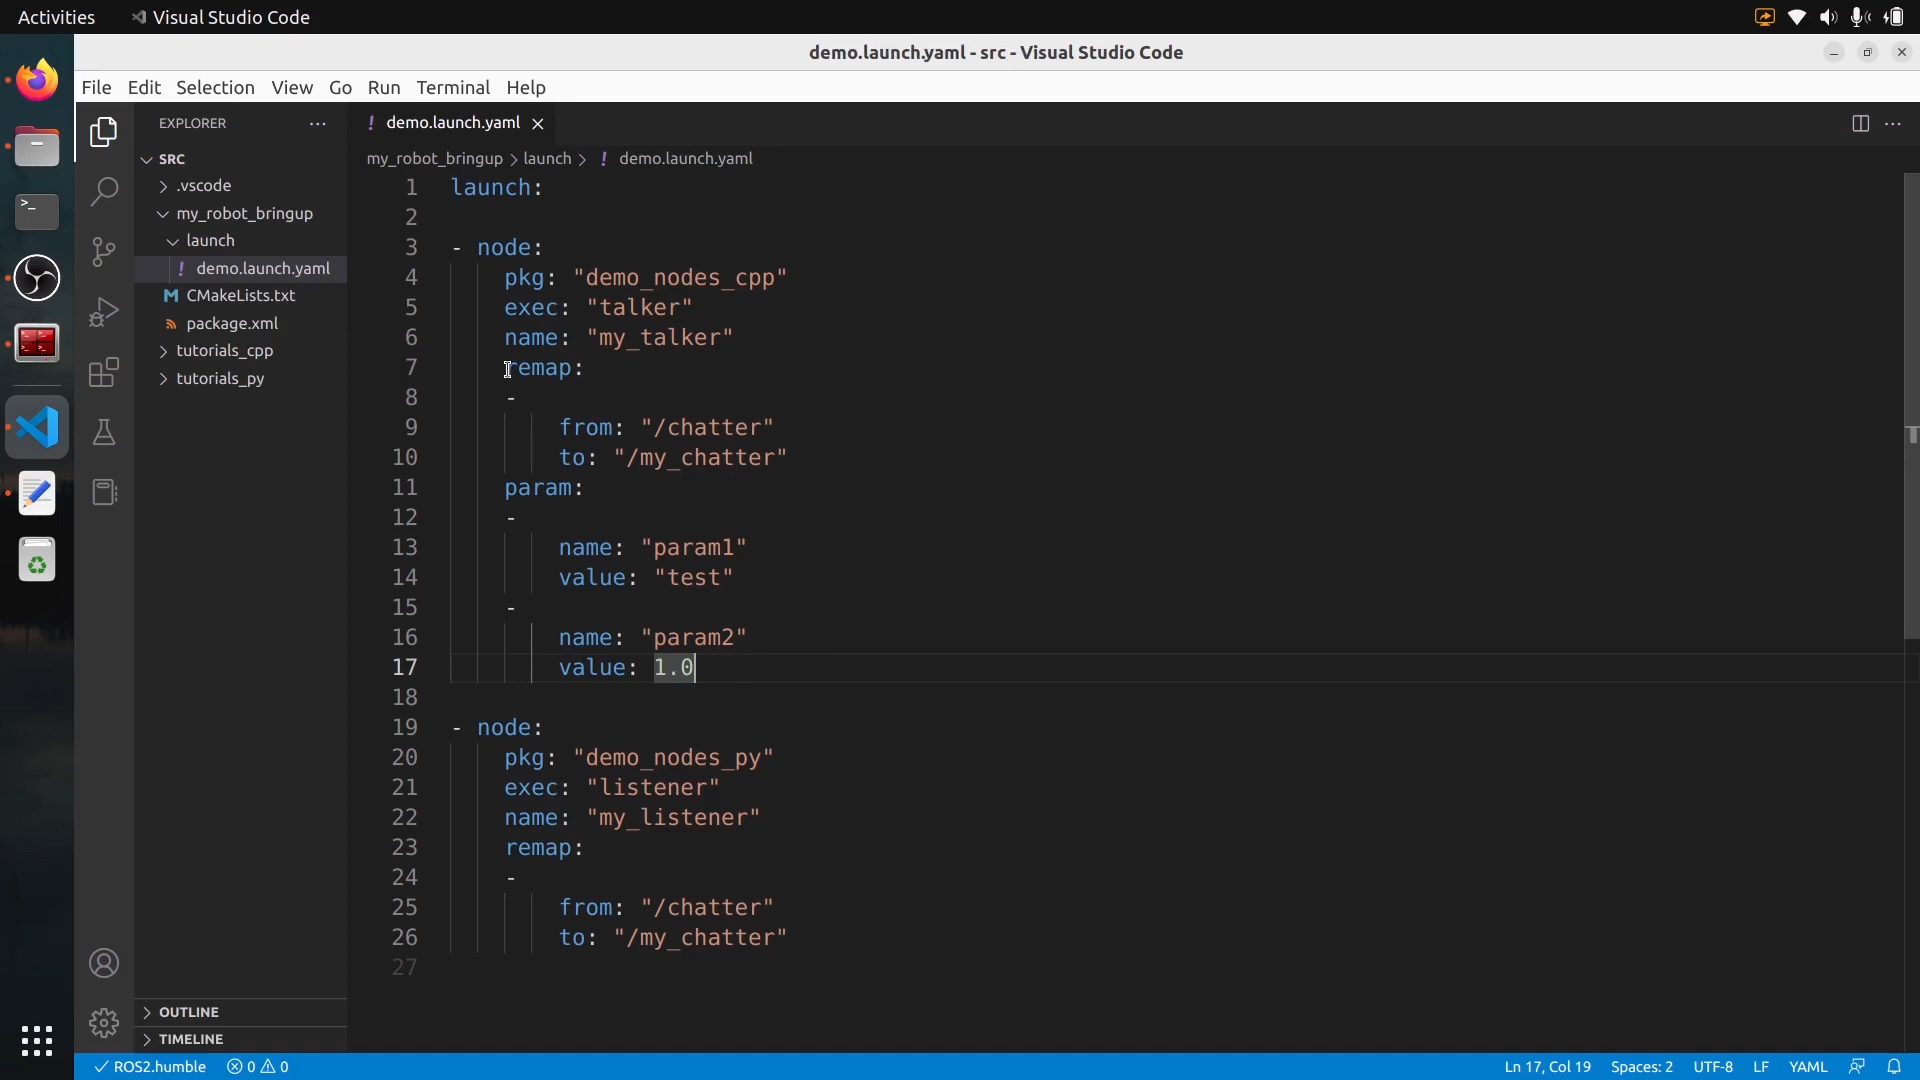 Activities Visual Studio Code
demo.launch.yaml - src - Visual Studio Code
File Edit Selection View Go Run Terminal Help
EXPLORER
SRC
.vscode
my_robot_bringup
launch
demo.launch.yaml
CMakeLists.txt
package.xml
tutorials_cpp
tutorials_py
OUTLINE
TIMELINE
! demo.launch.yaml
my_robot_bringup > launch > ! demo.launch.yaml
1 launch:
2
3 - node:
4 pkg: "demo_nodes_cpp"
5 exec: "talker"
6 name: "my_talker"
7 remap:
8 -
9 from: "/chatter"
10 to: "/my_chatter"
11 param:
12 -
13 name: "param1"
14 value: "test"
15 -
16 name: "param2"
17 value: 1.0
18
19 - node:
20 pkg: "demo_nodes_py"
21 exec: "listener"
22 name: "my_listener"
23 remap:
24 -
25 from: "/chatter"
26 to: "/my_chatter"
27
ROS2.humble 0 0 Ln 17, Col 19 Spaces: 2 UTF-8 LF YAML